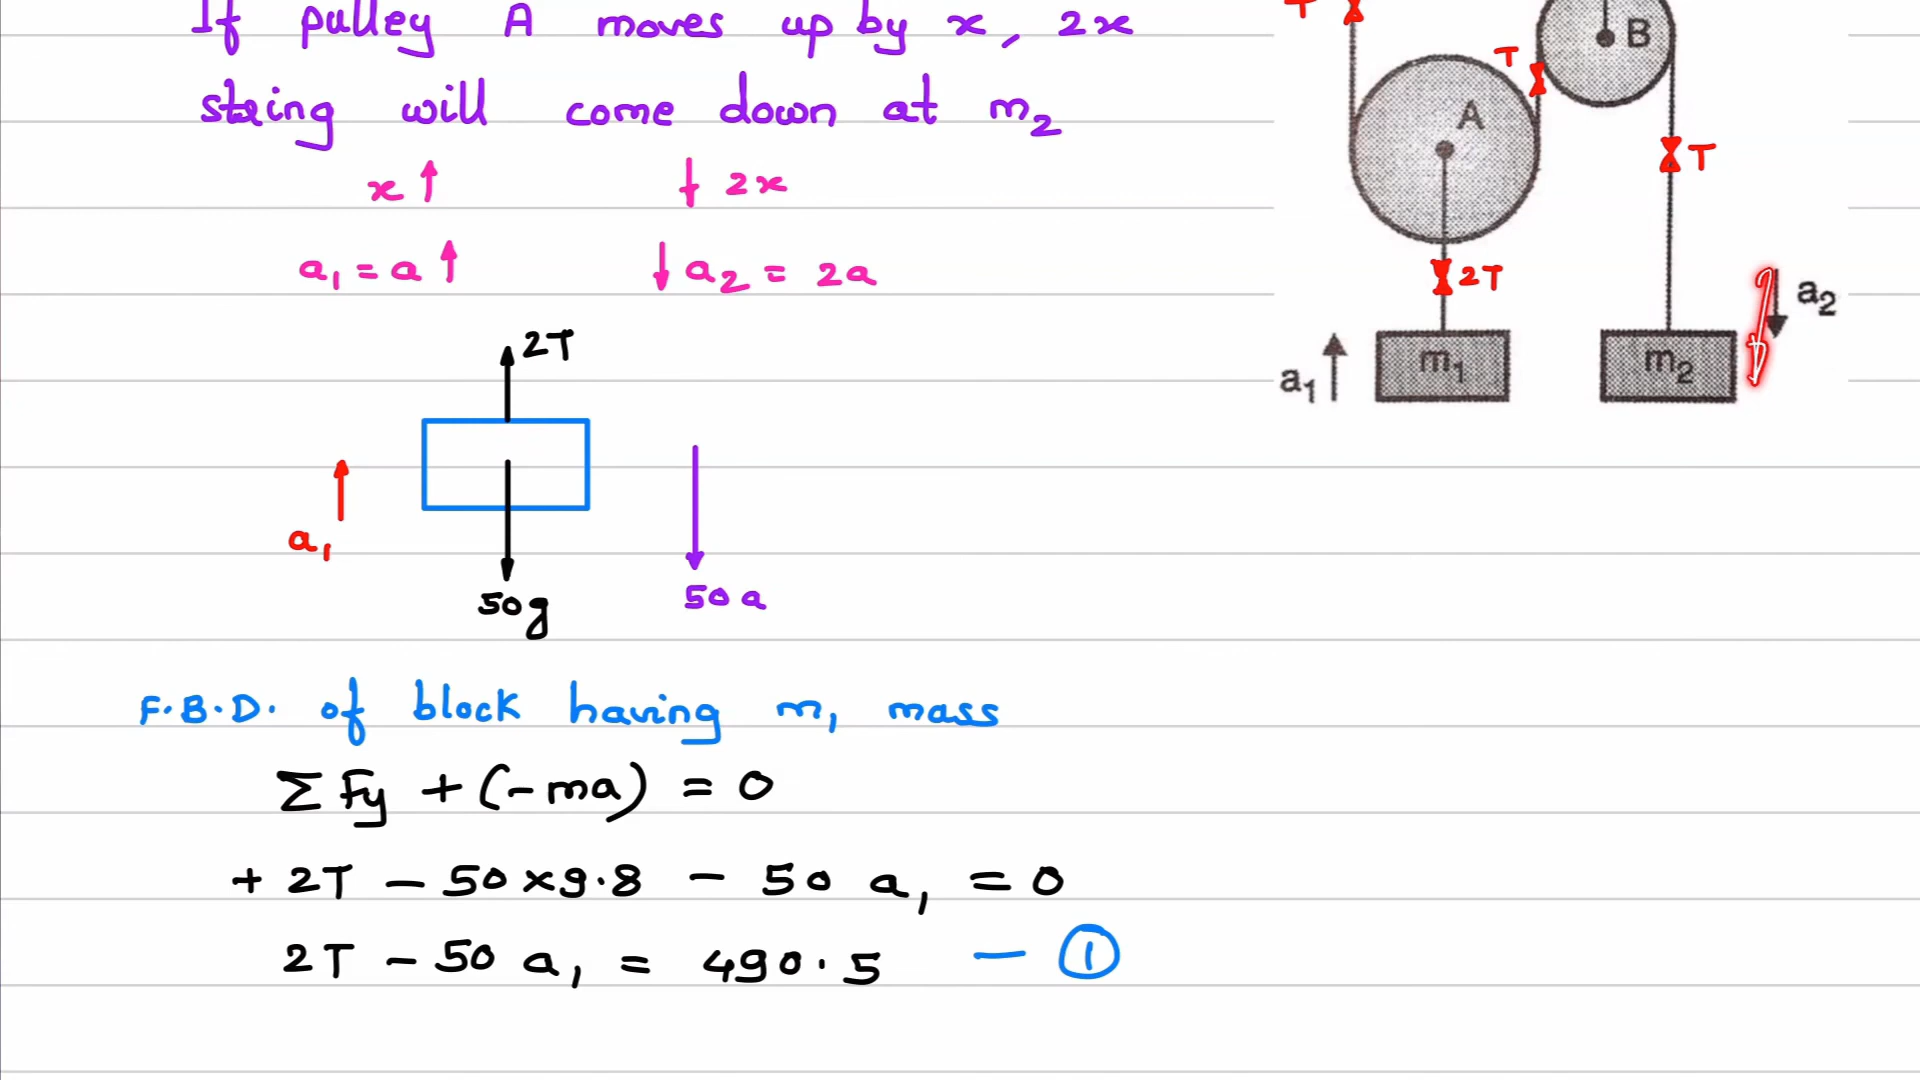 If pulley A moves up by x, 2x
string will come down at m2
x ↑ ↓ 2x
a1 = a ↑ ↓ a2 = 2a
2T
a1
50g
50a
F.B.D. of block having m1 mass
ΣFy + (-ma) = 0
+ 2T - 50×9.8 - 50 a1 = 0
2T - 50 a1 = 490.5 — ①
T
B
T
A
T
2T
a2
m1
m2
a1